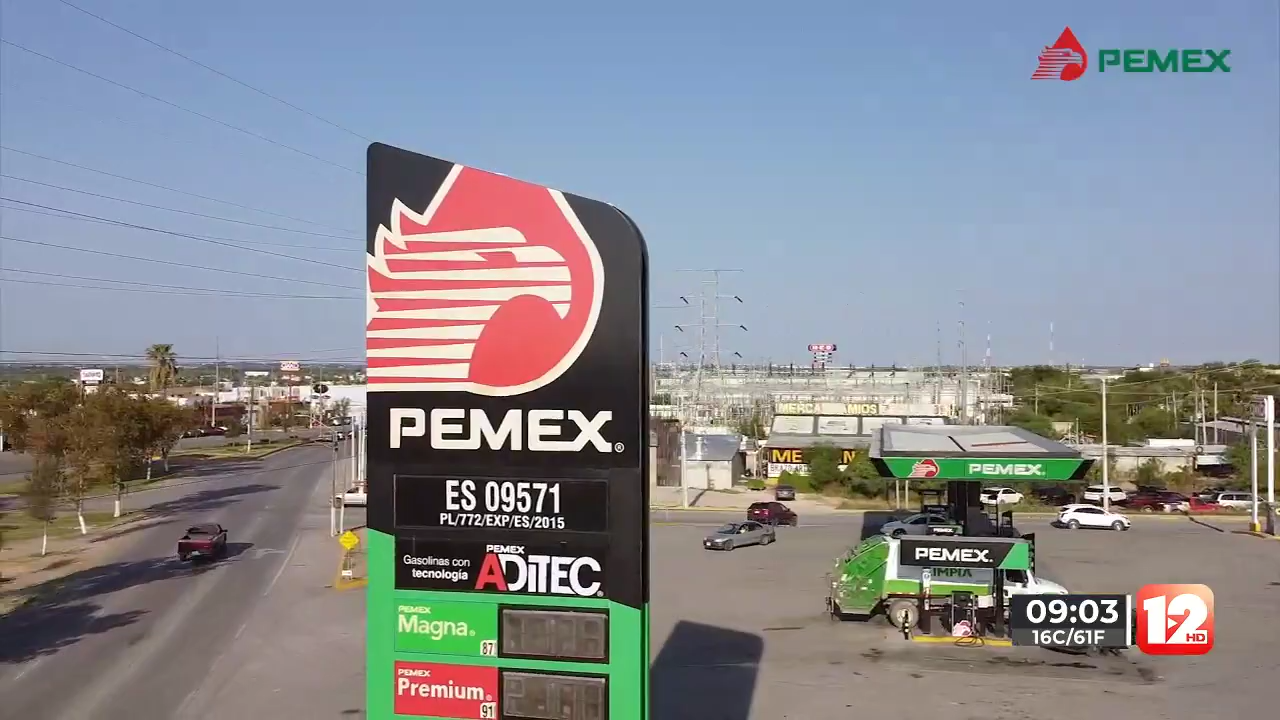 PEMEX
PEMEX®
ES 09571
PL/772/EXP/ES/2015
Gasolinas con
tecnología
PEMEX
ADITEC®
PEMEX
Magna®
87
PEMEX
Premium®
91
PEMEX®
PEMEX®
LIMPIA
09:03
16C/61F
12
HD